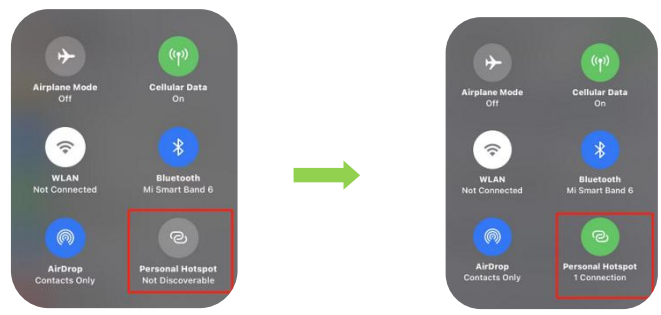 Airplane Mode
Off
Cellular Data
On
WLAN
Not Connected
Bluetooth
Mi Smart Band 6
AirDrop
Contacts Only
Personal Hotspot
Not Discoverable
Airplane Mode
Off
Cellular Data
On
WLAN
Not Connected
Bluetooth
Mi Smart Band 6
AirDrop
Contacts Only
Personal Hotspot
1 Connection